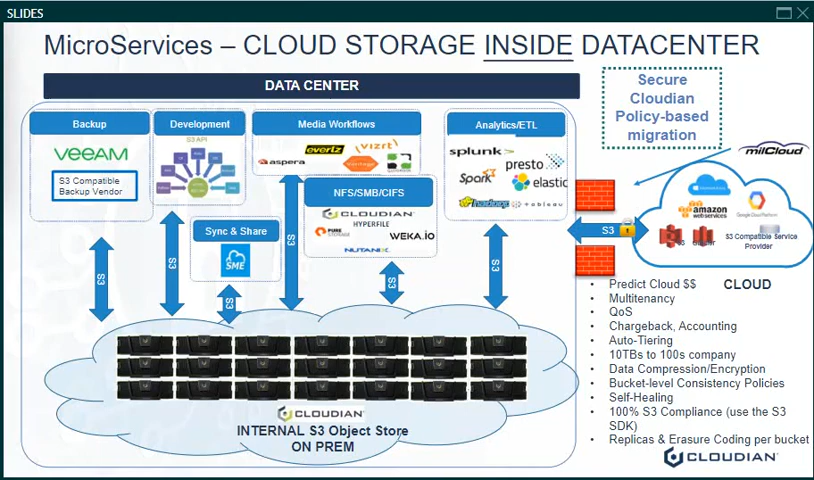 SLIDES
MicroServices – CLOUD STORAGE INSIDE DATACENTER
DATA CENTER
Secure
Cloudian
Policy-based
migration
Backup
veeam
S3 Compatible
Backup Vendor
Development
S3 API
Media Workflows
aspera
evertz
vizrt
Analytics/ETL
splunk>
presto
Spark
elastic
hadoop
tableau
Sync & Share
SME
NFS/SMB/CIFS
CLOUDIAN
HYPERFILE
PURE
STORAGE
WEKA.iO
NUTANIX
S3
S3
S3
S3
S3
S3
S3
milCloud
amazon
web services
Google Cloud Platform
S3
S3 Compatible Service
Provider
CLOUD
• Predict Cloud $$
• Multitenancy
• QoS
• Chargeback, Accounting
• Auto-Tiering
• 10TBs to 100s company
• Data Compression/Encryption
• Bucket-level Consistency Policies
• Self-Healing
• 100% S3 Compliance (use the S3
SDK)
• Replicas & Erasure Coding per bucket
CLOUDIAN
INTERNAL S3 Object Store
ON PREM
CLOUDIAN